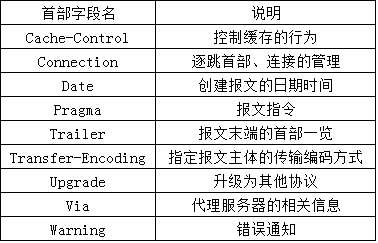 首部字段名 说明
Cache-Control 控制缓存的行为
Connection 逐跳首部、连接的管理
Date 创建报文的日期时间
Pragma 报文指令
Trailer 报文末端的首部一览
Transfer-Encoding 指定报文主体的传输编码方式
Upgrade 升级为其他协议
Via 代理服务器的相关信息
Warning 错误通知